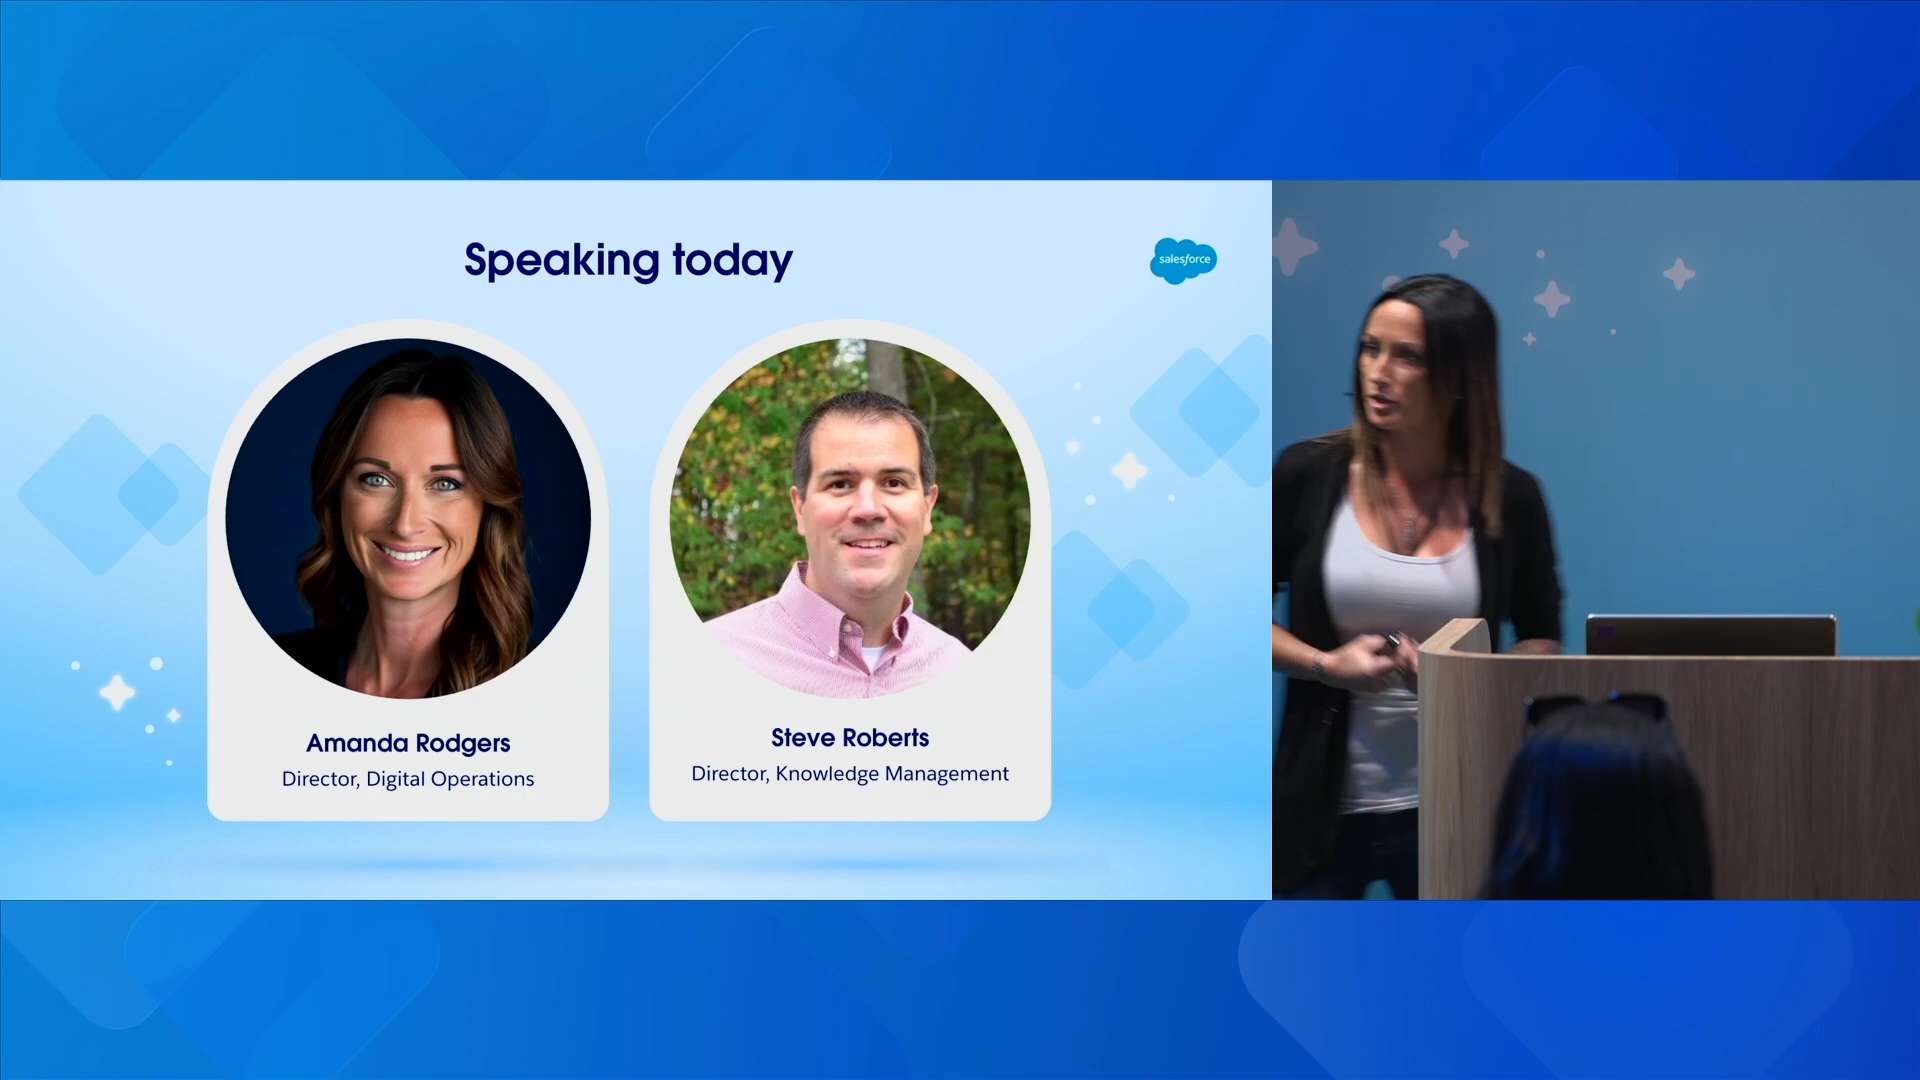 Speaking today
salesforce
Amanda Rodgers
Director, Digital Operations
Steve Roberts
Director, Knowledge Management